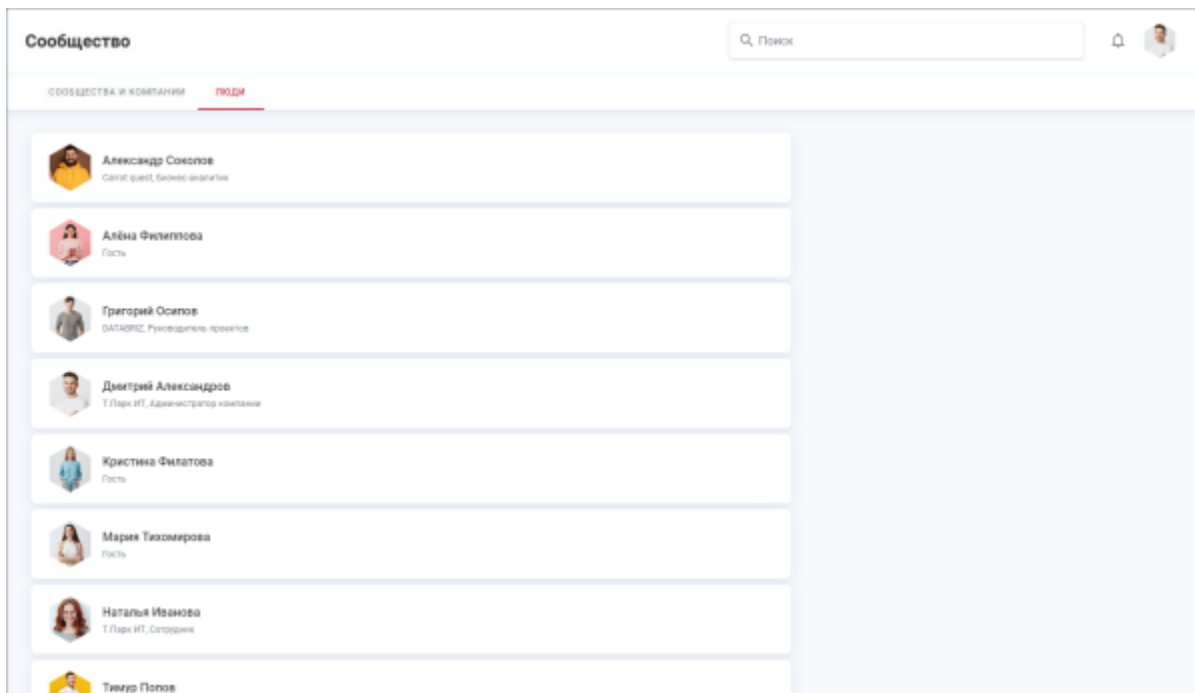 Сообщество
Поиск
СООБЩЕСТВА И КОМПАНИИ ЛЮДИ
Александр Соколов
Carrot quest, Бизнес-аналитик
Алёна Филиппова
Гость
Григорий Осипов
DATABRIZ, Руководитель проектов
Дмитрий Александров
Т.Парк ИТ, Администратор компании
Кристина Филатова
Гость
Мария Тихомирова
Гость
Наталья Иванова
Т.Парк ИТ, Сотрудник
Тимур Попов